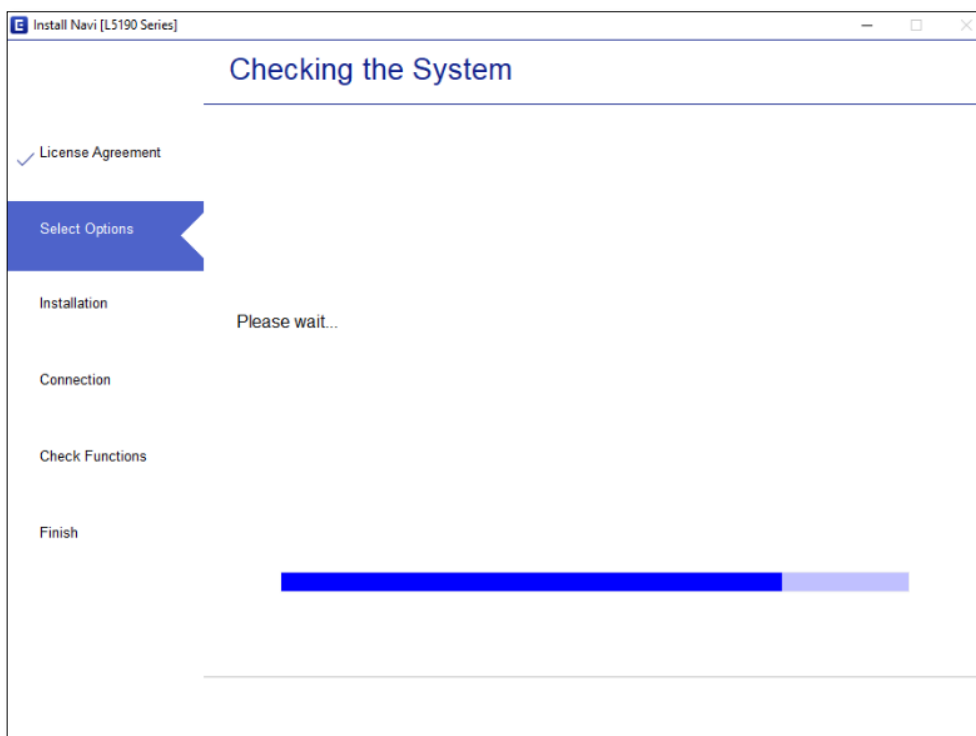 Install Navi [L5190 Series]
Checking the System
License Agreement
Select Options
Installation
Please wait...
Connection
Check Functions
Finish